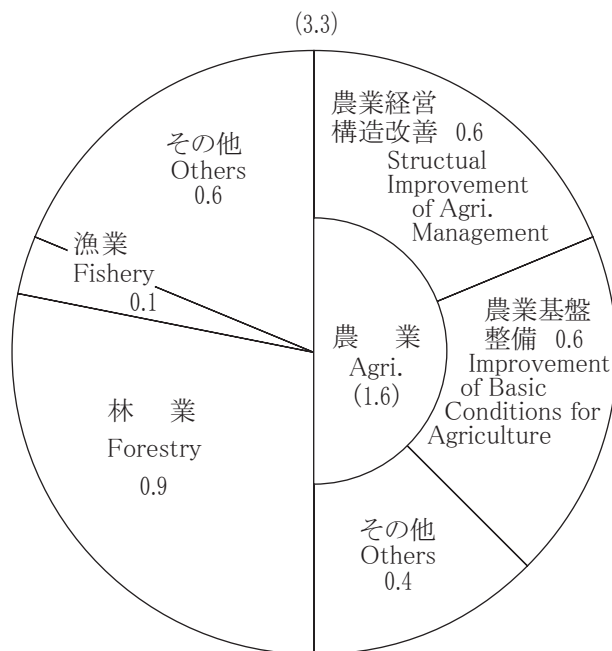 (3.3)
農業経営
構造改善 0.6
Structual
Improvement
of Agri.
Management
農業基盤
整備 0.6
Improvement
of Basic
Conditions for
Agriculture
その他
Others
0.4
農　業
Agri.
(1.6)
林　業
Forestry
0.9
漁業
Fishery
0.1
その他
Others
0.6